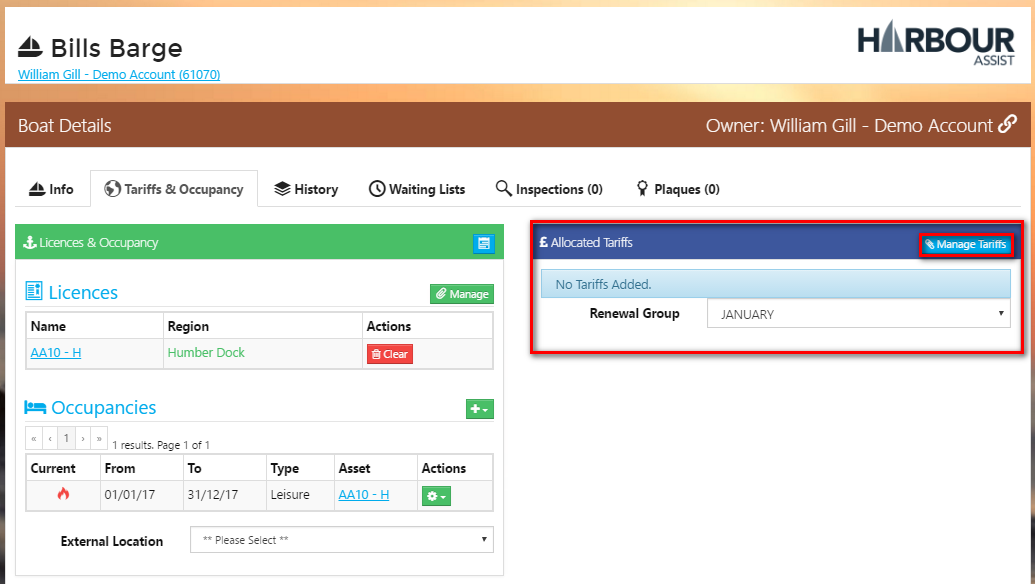 Bills Barge
William Gill - Demo Account (61070)
HARBOUR
ASSIST
Boat Details
Owner: William Gill - Demo Account
Info
Tariffs & Occupancy
History
Waiting Lists
Inspections (0)
Plaques (0)
Licences & Occupancy
Licences
Manage
Name Region Actions
AA10 - H Humber Dock Clear
Occupancies
« ‹ 1 › » 1 results. Page 1 of 1
Current From To Type Asset Actions
01/01/17 31/12/17 Leisure AA10 - H
External Location ** Please Select **
£ Allocated Tariffs
Manage Tariffs
No Tariffs Added.
Renewal Group JANUARY